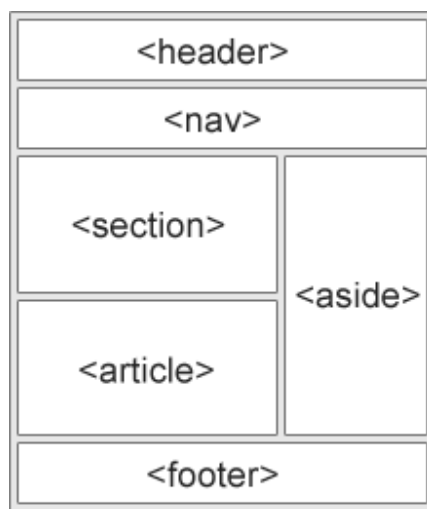 <header>
<nav>
<section>
<aside>
<article>
<footer>